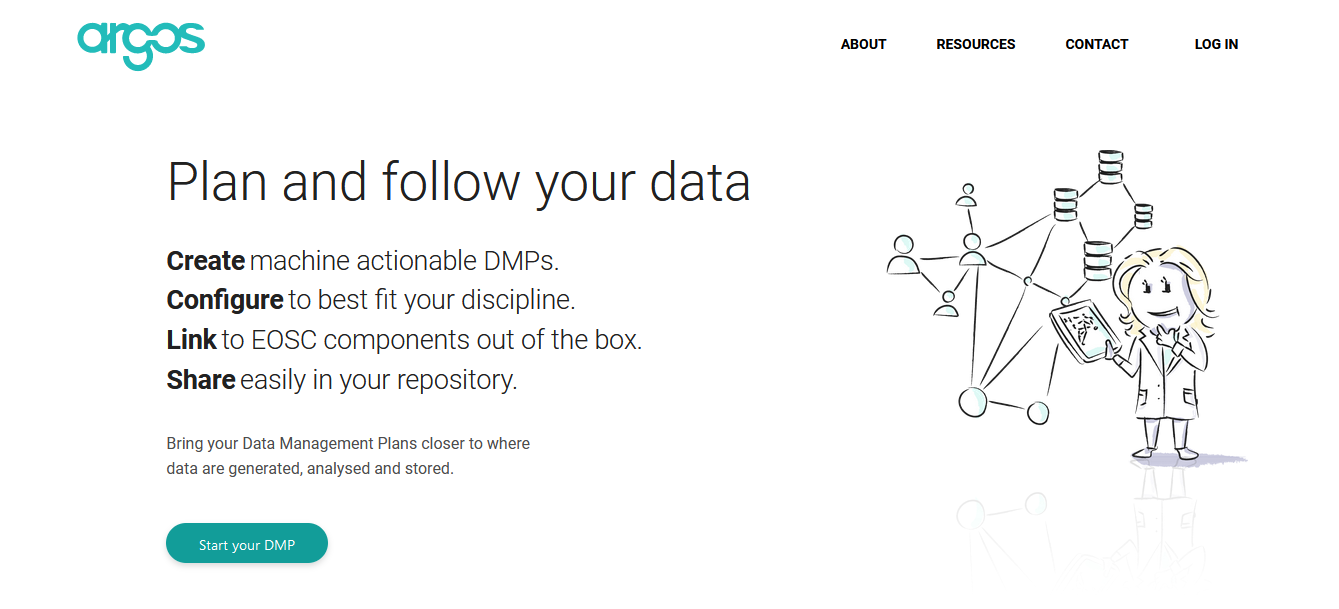 argos
ABOUT
RESOURCES
CONTACT
LOG IN
Plan and follow your data
Create machine actionable DMPs.
Configure to best fit your discipline.
Link to EOSC components out of the box.
Share easily in your repository.
Bring your Data Management Plans closer to where
data are generated, analysed and stored.
Start your DMP